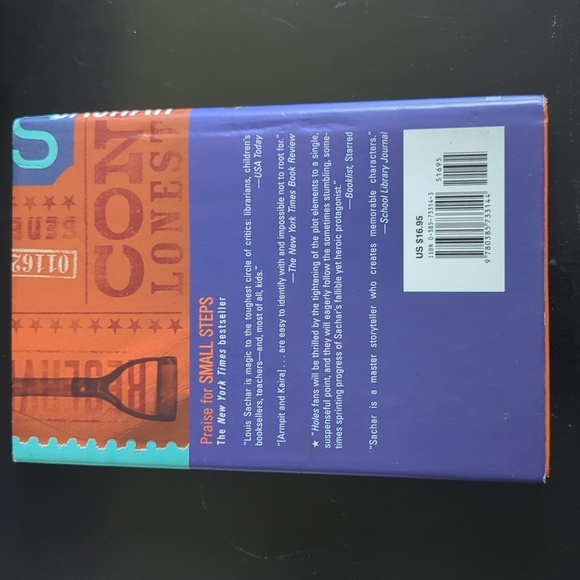 Praise for SMALL STEPS
The New York Times bestseller
"Louis Sachar is magic to the toughest circle of critics: librarians, children's
booksellers, teachers—and, most of all, kids."
—USA Today
"[Armpit and Kaira] . . . are easy to identify with and impossible not to root for."
—The New York Times Book Review
★ "Holes fans will be thrilled by the tightening of the plot elements to a single,
suspenseful point, and they will eagerly follow the sometimes stumbling, some-
times sprinting progress of Sachar's fallible yet heroic protagonist."
—Booklist, Starred
"Sachar is a master storyteller who creates memorable characters."
—School Library Journal
US $16.95
ISBN 0-385-73314-3
51695
9 780385 733144
S
CON
LONEST
01162